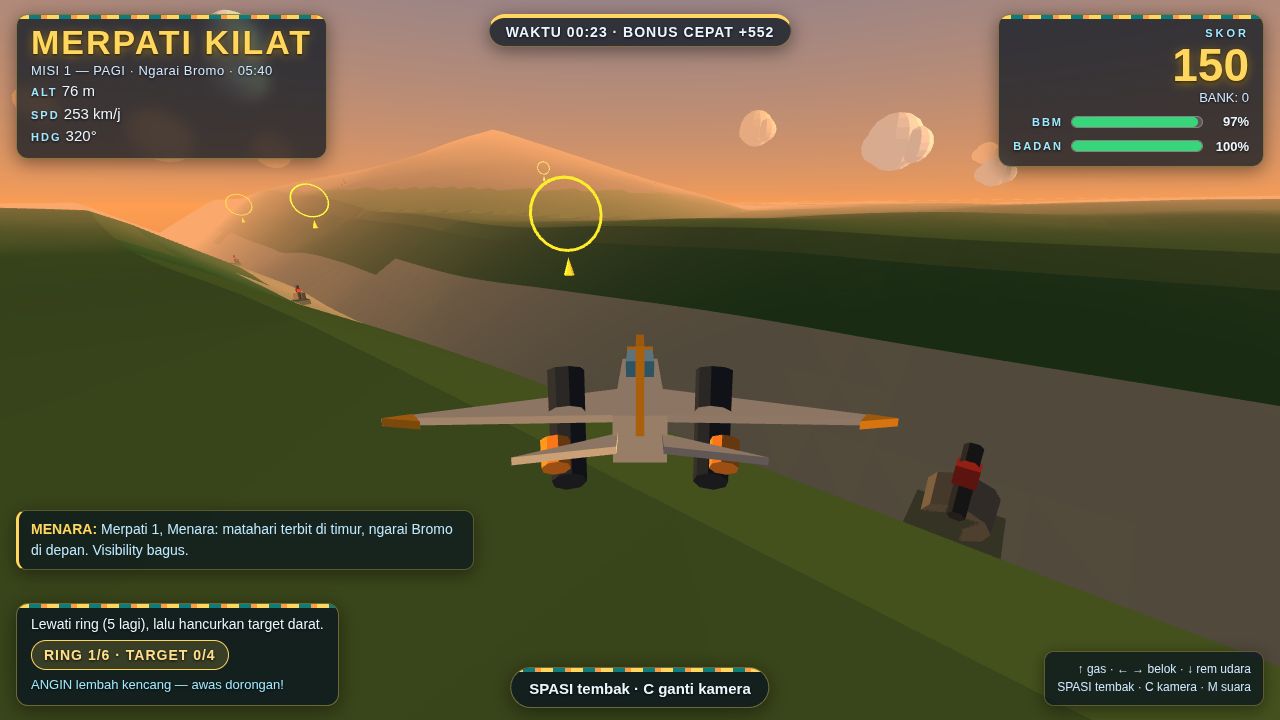 MERPATI KILAT
MISI 1 — PAGI · Ngarai Bromo · 05:40
ALT 76 m
SPD 253 km/j
HDG 320°
WAKTU 00:23 · BONUS CEPAT +552
SKOR
150
BANK: 0
BBM 97%
BADAN 100%
MENARA: Merpati 1, Menara: matahari terbit di timur, ngarai Bromo
di depan. Visibility bagus.
Lewati ring (5 lagi), lalu hancurkan target darat.
RING 1/6 · TARGET 0/4
ANGIN lembah kencang — awas dorongan!
SPASI tembak · C ganti kamera
↑ gas · ← → belok · ↓ rem udara
SPASI tembak · C kamera · M suara